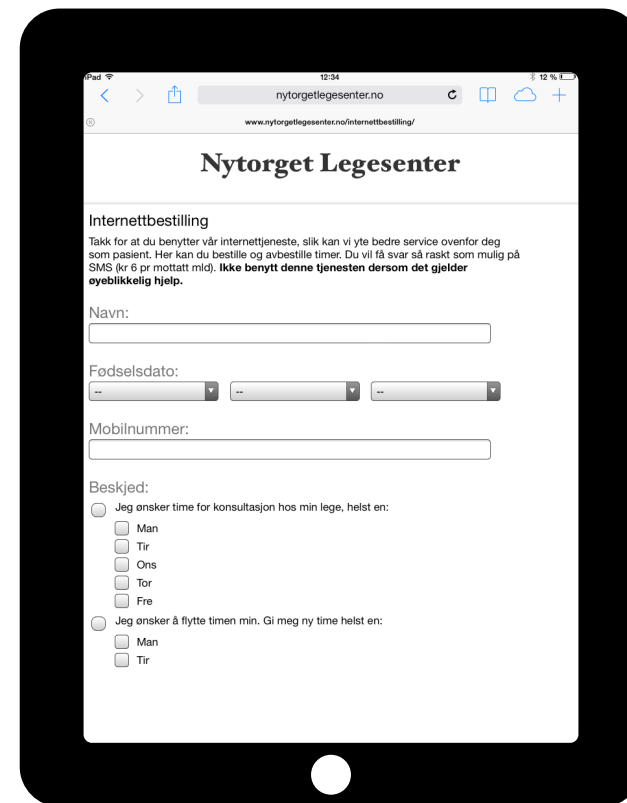 iPad 12:34 12 %
nytorgetlegesenter.no
www.nytorgetlegesenter.no/internettbestilling/
Nytorget Legesenter
Internettbestilling
Takk for at du benytter vår internettjeneste, slik kan vi yte bedre service ovenfor deg
som pasient. Her kan du bestille og avbestille timer. Du vil få svar så raskt som mulig på
SMS (kr 6 pr mottatt mld). Ikke benytt denne tjenesten dersom det gjelder
øyeblikkelig hjelp.
Navn:
Fødselsdato:
-- -- --
Mobilnummer:
Beskjed:
Jeg ønsker time for konsultasjon hos min lege, helst en:
Man
Tir
Ons
Tor
Fre
Jeg ønsker å flytte timen min. Gi meg ny time helst en:
Man
Tir